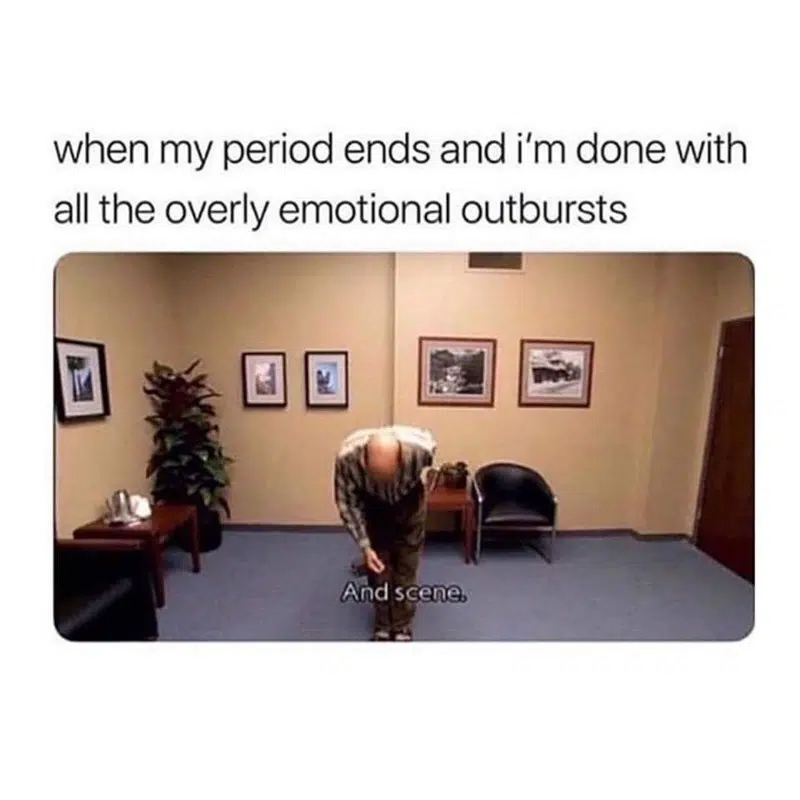 when my period ends and i'm done with
all the overly emotional outbursts
And scene.